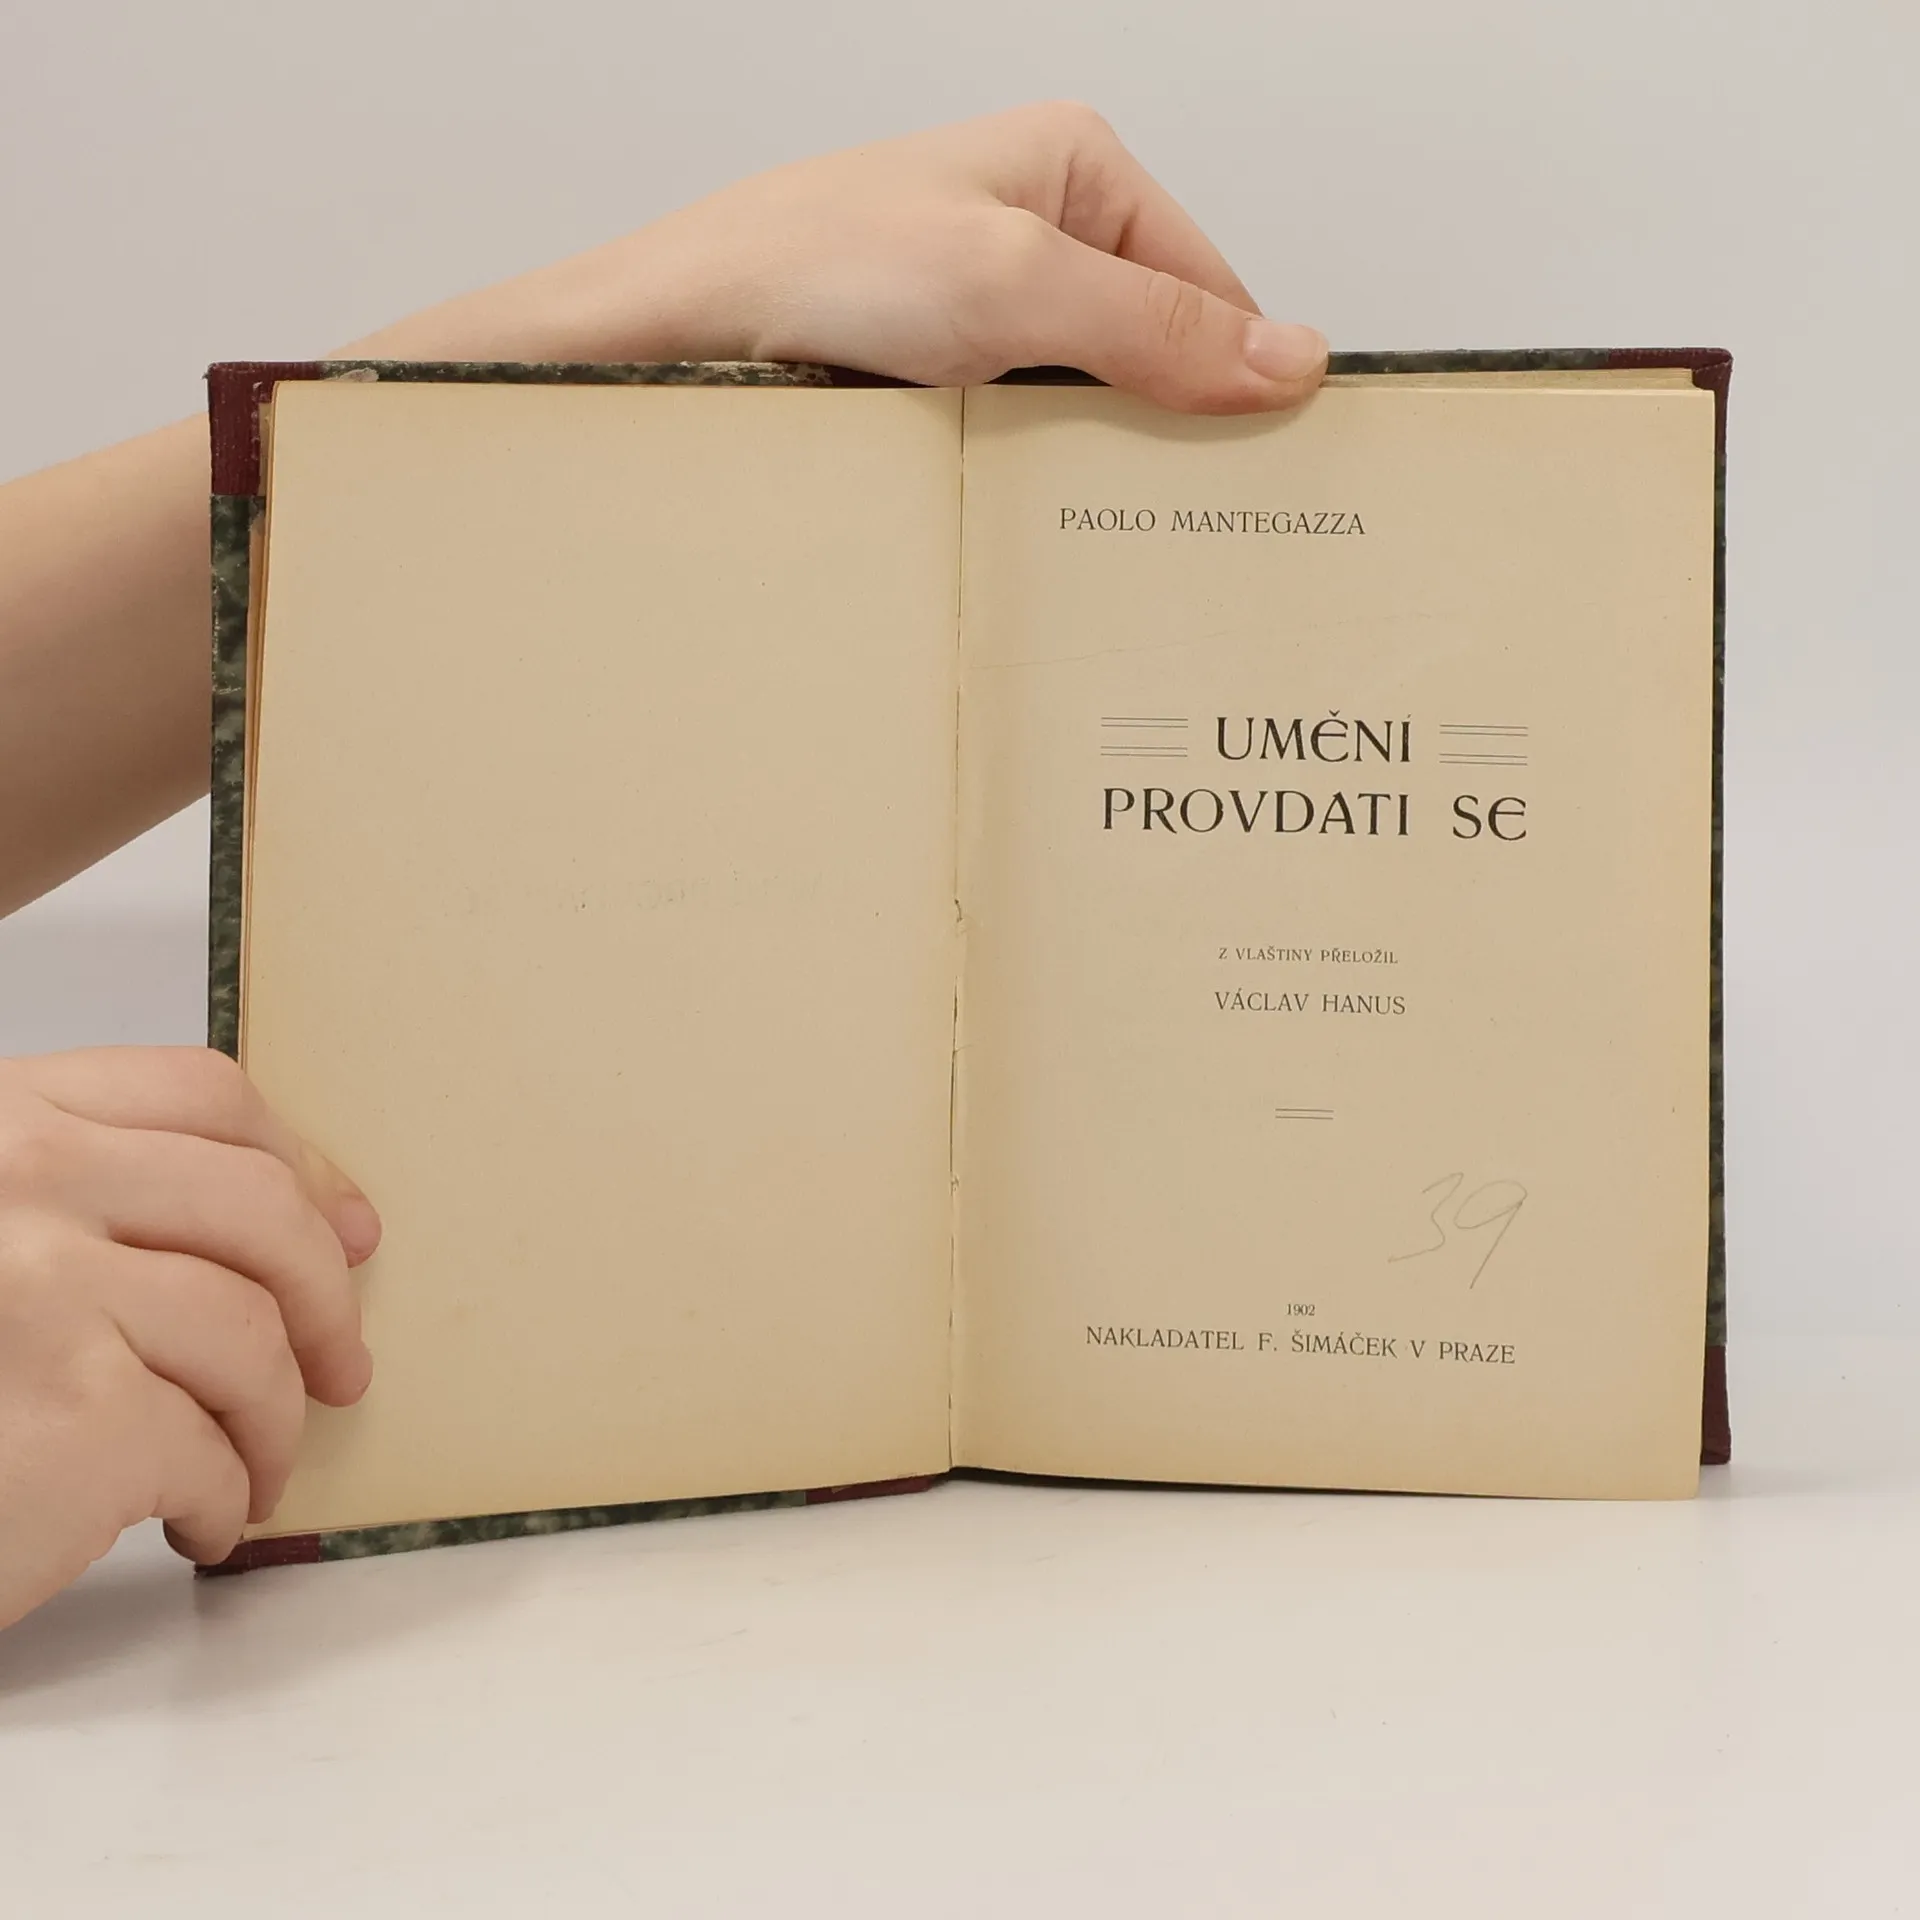 PAOLO MANTEGAZZA
UMĚNÍ
PROVDATI SE
Z VLAŠTINY PŘELOŽIL
VÁCLAV HANUS
39
1902
NAKLADATEL F. ŠIMÁČEK V PRAZE